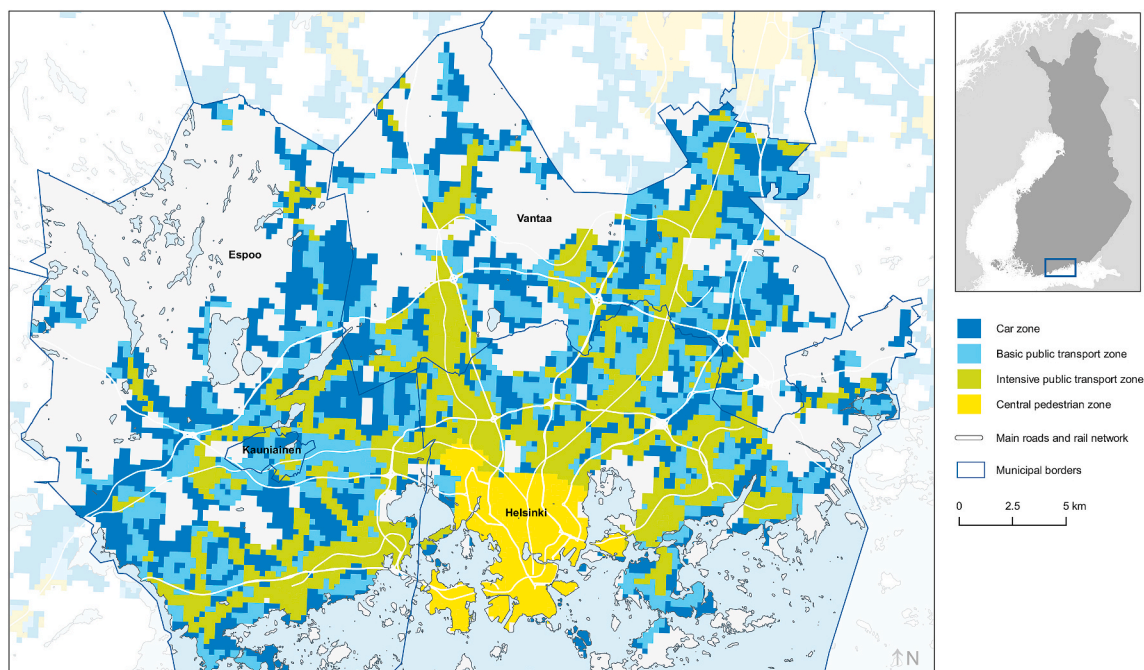 Vantaa
Espoo
Kauniainen
Helsinki
N
Car zone
Basic public transport zone
Intensive public transport zone
Central pedestrian zone
Main roads and rail network
Municipal borders
0 2.5 5 km